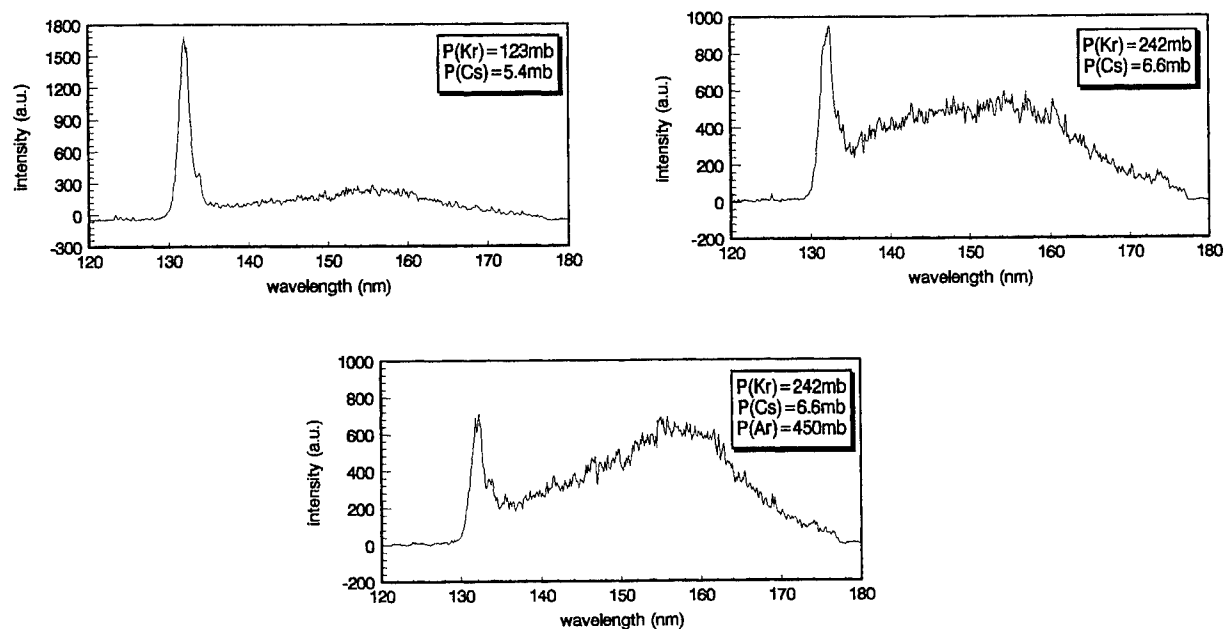 1800
1500
1200
900
600
300
0
-300
intensity (a.u.)
P(Kr)=123mb
P(Cs)=5.4mb
120 130 140 150 160 170 180
wavelength (nm)
1000
800
600
400
200
0
-200
intensity (a.u.)
P(Kr)=242mb
P(Cs)=6.6mb
120 130 140 150 160 170 180
wavelength (nm)
1000
800
600
400
200
0
-200
intensity (a.u.)
P(Kr)=242mb
P(Cs)=6.6mb
P(Ar)=450mb
120 130 140 150 160 170 180
wavelength (nm)